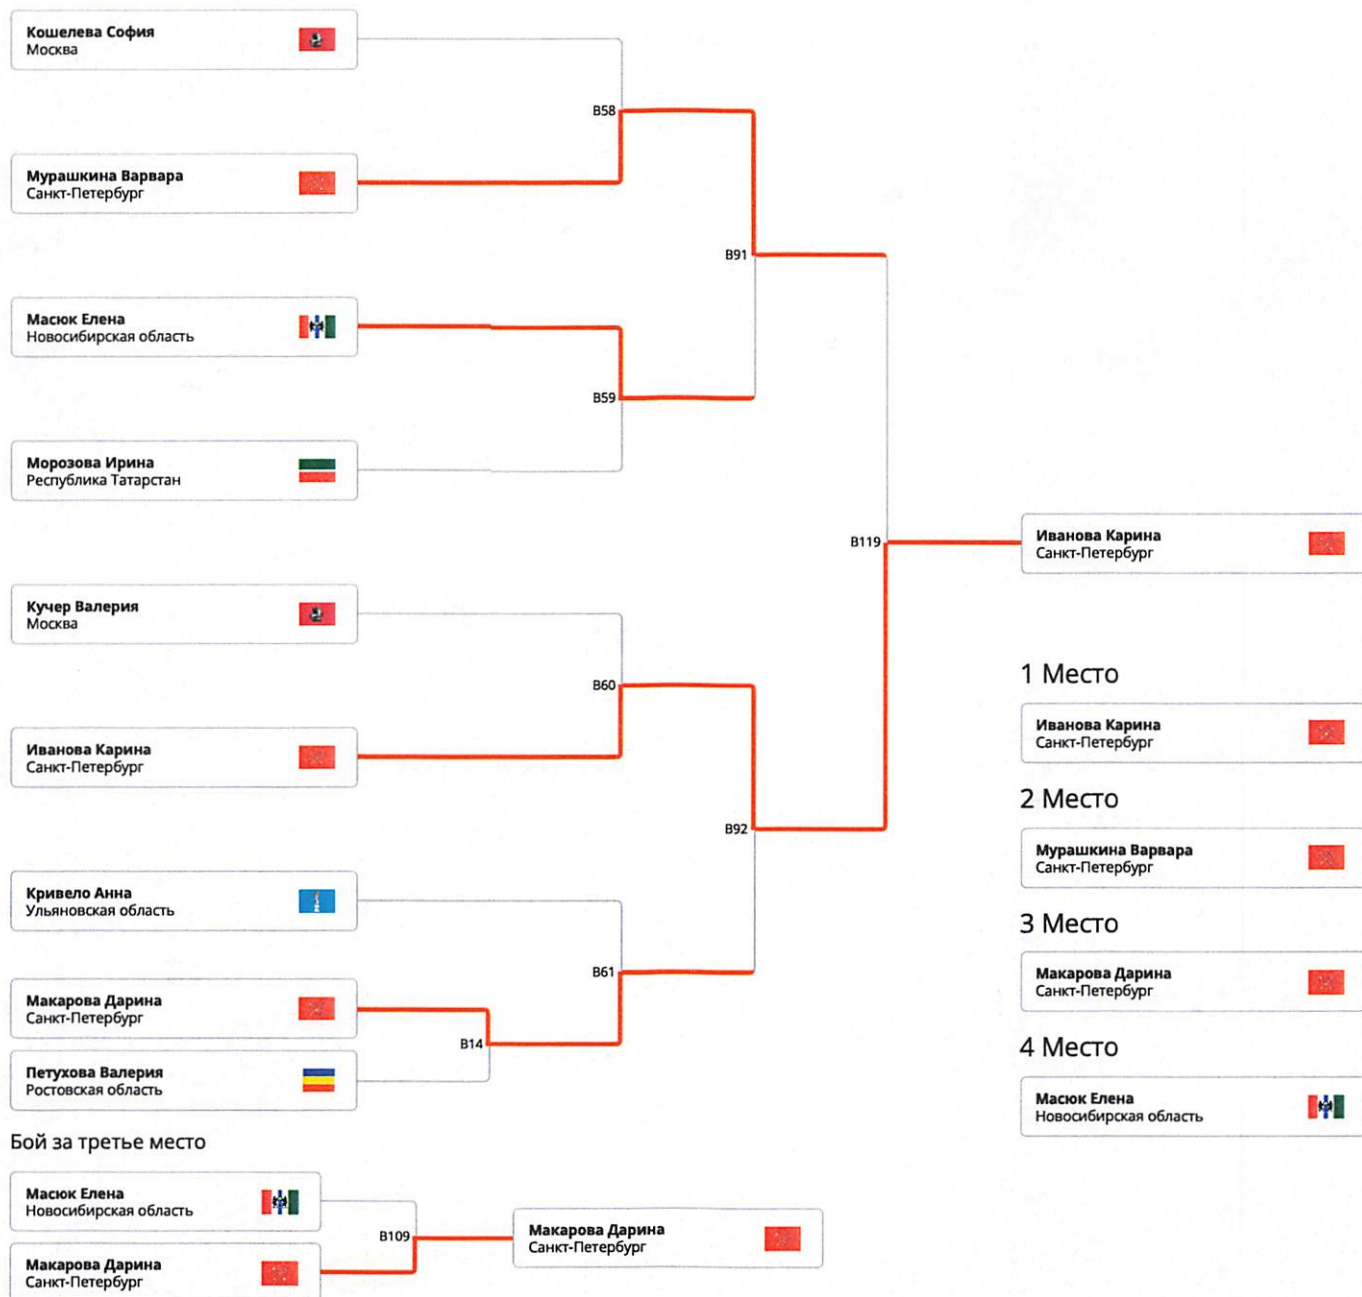 Кошелева София
Москва
B58
Мурашкина Варвара
Санкт-Петербург
B91
Масюк Елена
Новосибирская область
B59
Морозова Ирина
Республика Татарстан
B119
Иванова Карина
Санкт-Петербург
Кучер Валерия
Москва
B60
1 Место
Иванова Карина
Санкт-Петербург
Иванова Карина
Санкт-Петербург
2 Место
B92
Мурашкина Варвара
Санкт-Петербург
Кривело Анна
Ульяновская область
3 Место
B61
Макарова Дарина
Санкт-Петербург
Макарова Дарина
Санкт-Петербург
B14
4 Место
Петухова Валерия
Ростовская область
Масюк Елена
Новосибирская область
Бой за третье место
Масюк Елена
Новосибирская область
B109
Макарова Дарина
Санкт-Петербург
Макарова Дарина
Санкт-Петербург